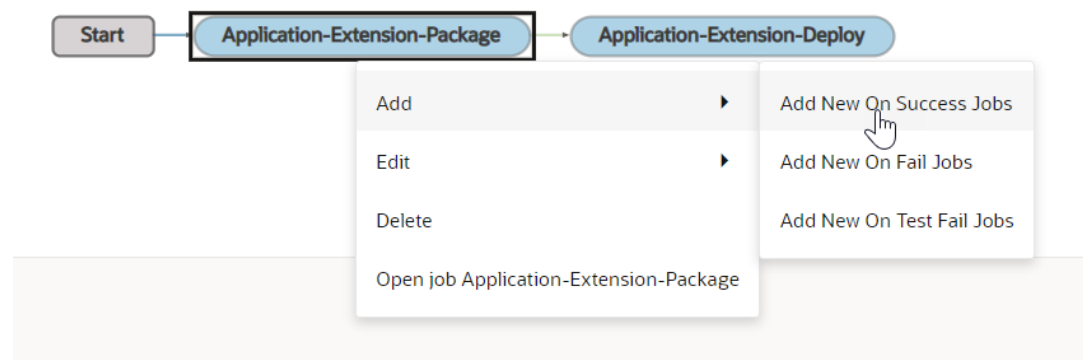 Start
Application-Extension-Package
Application-Extension-Deploy
Add
Edit
Delete
Open job Application-Extension-Package
Add New On Success Jobs
Add New On Fail Jobs
Add New On Test Fail Jobs